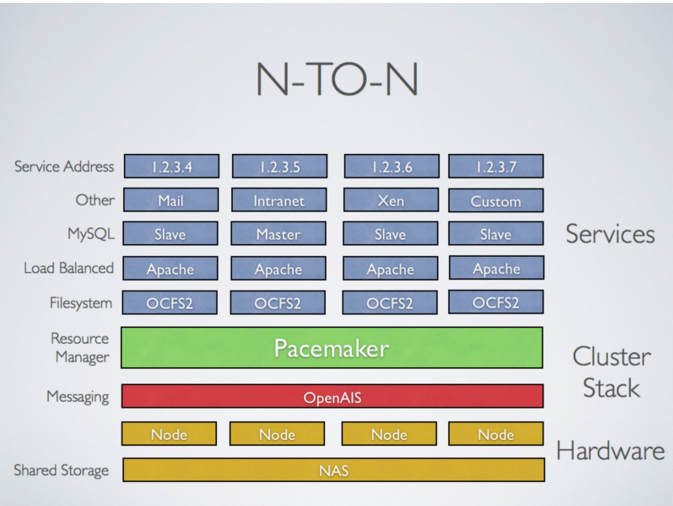 N-TO-N
Service Address 1.2.3.4 1.2.3.5 1.2.3.6 1.2.3.7
Other Mail Intranet Xen Custom
MySQL Slave Master Slave Slave
Services
Load Balanced Apache Apache Apache Apache
Filesystem OCFS2 OCFS2 OCFS2 OCFS2
Resource
Manager
Pacemaker
Cluster
Stack
Messaging OpenAIS
Node Node Node Node
Hardware
Shared Storage NAS